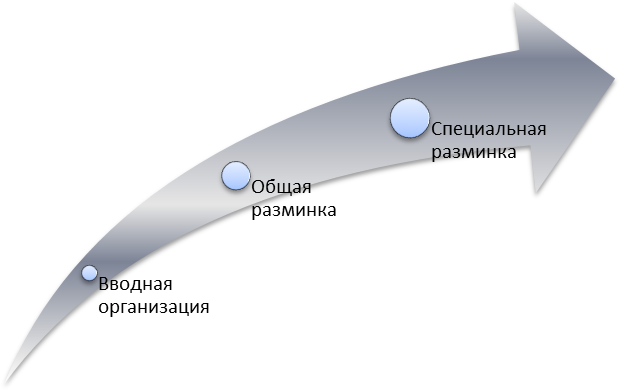 Специальная
разминка
Общая
разминка
Вводная
организация